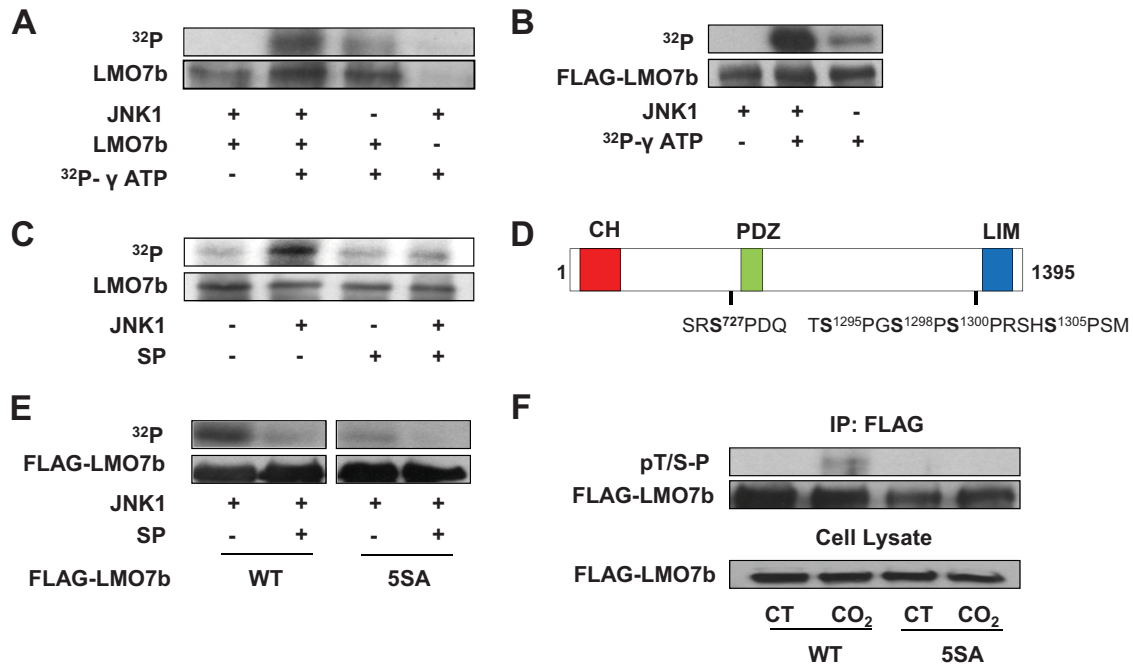 A
³²P
LMO7b
JNK1 + + - +
LMO7b + + + -
³²P- γ ATP - + + +
B
³²P
FLAG-LMO7b
JNK1 + + -
³²P-γ ATP - + +
C
³²P
LMO7b
JNK1 - + - +
SP - - + +
D
CH PDZ LIM
1 1395
SRS⁷²⁷PDQ TS¹²⁹⁵PGS¹²⁹⁸PS¹³⁰⁰PRSHS¹³⁰⁵PSM
E
³²P
FLAG-LMO7b
JNK1 + + + +
SP - + - +
FLAG-LMO7b WT 5SA
F
IP: FLAG
pT/S-P
FLAG-LMO7b
Cell Lysate
FLAG-LMO7b
CT CO₂ CT CO₂
WT 5SA